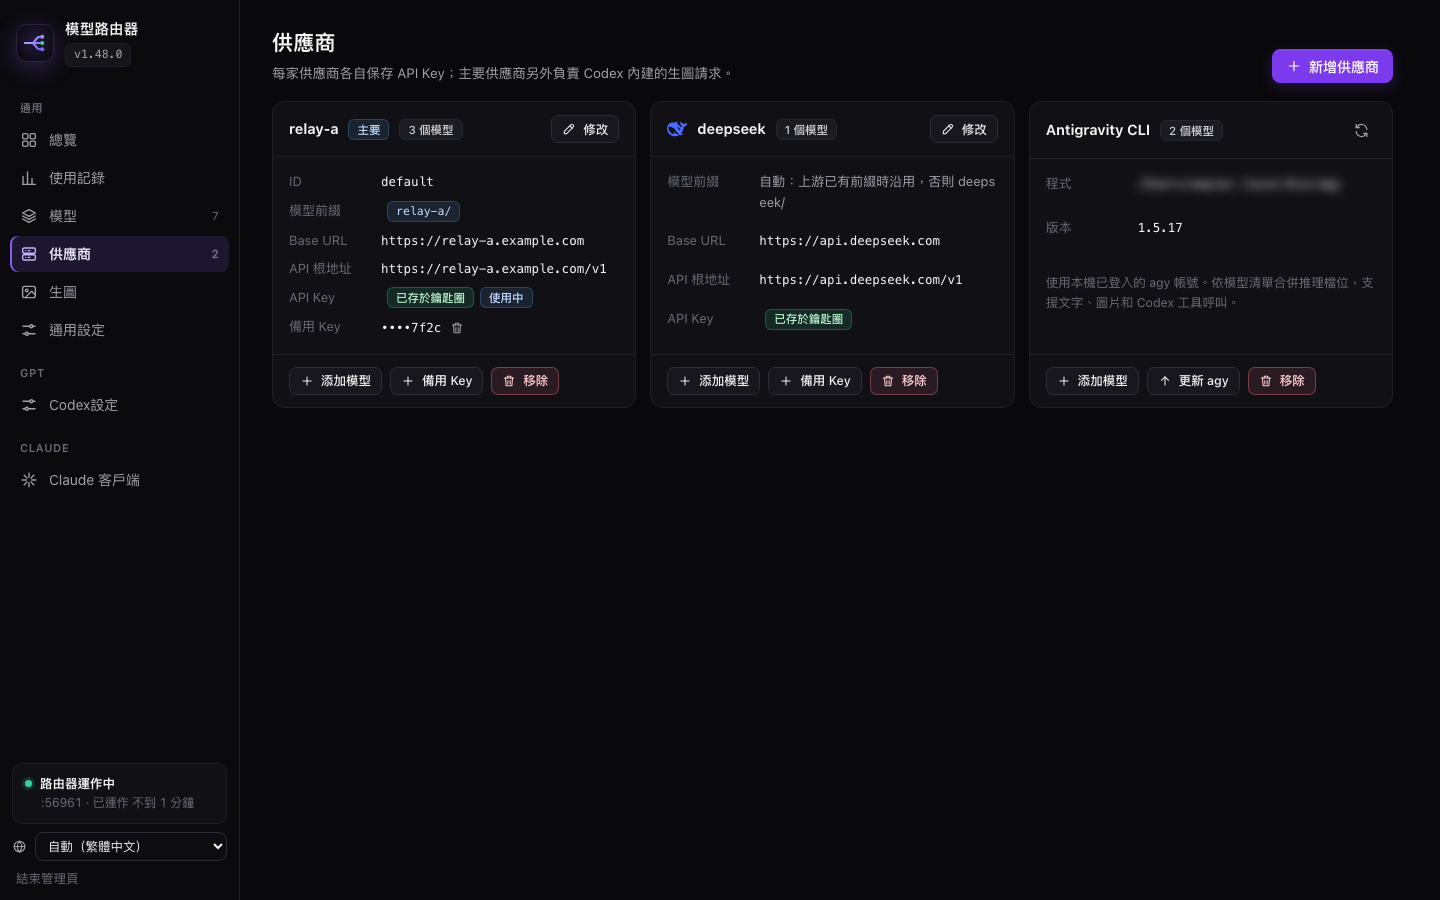 模型路由器
v1.48.0
通用
總覽
使用記錄
模型 7
供應商 2
生圖
通用設定
GPT
Codex設定
CLAUDE
Claude 客戶端
路由器運作中
:56961 · 已運作 不到 1 分鐘
自動（繁體中文）
結束管理頁
供應商
每家供應商各自保存 API Key；主要供應商另外負責 Codex 內建的生圖請求。
新增供應商
relay-a 主要 3 個模型 修改
ID default
模型前綴 relay-a/
Base URL https://relay-a.example.com
API 根地址 https://relay-a.example.com/v1
API Key 已存於鑰匙圈 使用中
備用 Key ••••7f2c
添加模型 備用 Key 移除
deepseek 1 個模型 修改
模型前綴 自動：上游已有前綴時沿用，否則 deeps
eek/
Base URL https://api.deepseek.com
API 根地址 https://api.deepseek.com/v1
API Key 已存於鑰匙圈
添加模型 備用 Key 移除
Antigravity CLI 2 個模型
程式
版本 1.5.17
使用本機已登入的 agy 帳號。依模型清單合併推理檔位，支
援文字、圖片和 Codex 工具呼叫。
添加模型 更新 agy 移除